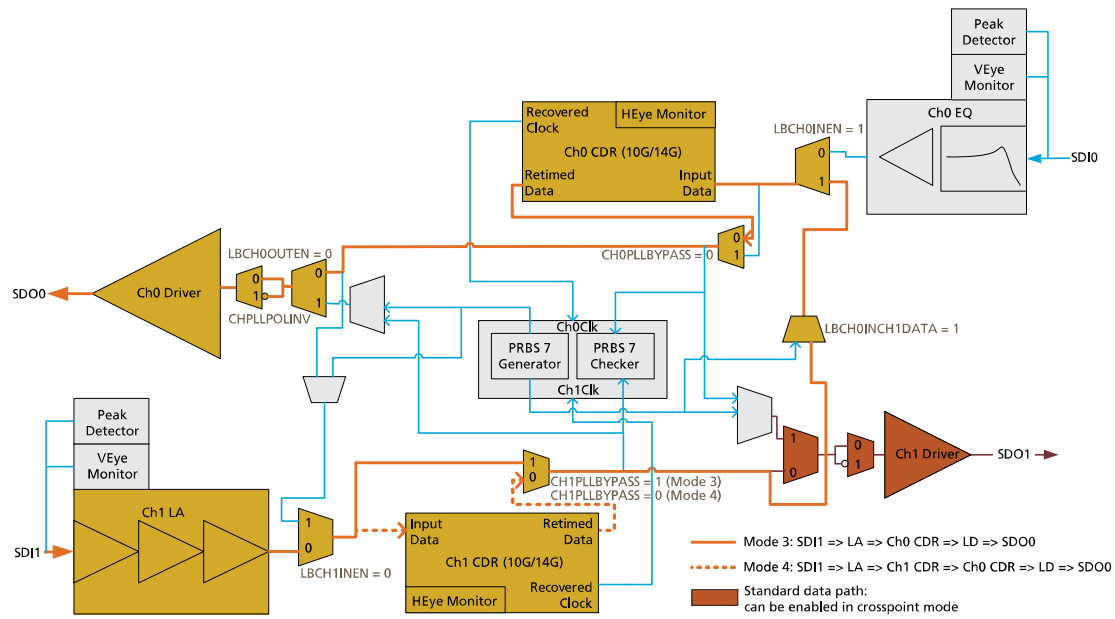 Peak
Detector
VEye
Monitor
Ch0 EQ
SDI0
LBCH0INEN = 1
0
1
Recovered
Clock
HEye Monitor
Ch0 CDR (10G/14G)
Retimed
Data
Input
Data
0
1
CH0PLLBYPASS = 0
LBCH0OUTEN = 0
0
1
0
1
CHPLLPOLINV
Ch0 Driver
SDO0
Ch0Clk
PRBS 7
Generator
PRBS 7
Checker
Ch1Clk
LBCH0INCH1DATA = 1
Peak
Detector
VEye
Monitor
Ch1 LA
SDI1
1
0
LBCH1INEN = 0
1
0
CH1PLLBYPASS = 1 (Mode 3)
CH1PLLBYPASS = 0 (Mode 4)
Input
Data
Retimed
Data
Ch1 CDR (10G/14G)
HEye Monitor
Recovered
Clock
1
0
0
1
Ch1 Driver
SDO1
Mode 3: SDI1 => LA => Ch0 CDR => LD => SDO0
Mode 4: SDI1 => LA => Ch1 CDR => Ch0 CDR => LD => SDO0
Standard data path:
can be enabled in crosspoint mode